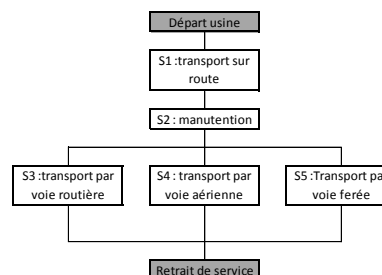 Départ usine
S1 :transport sur
route
S2 : manutention
S3 :transport par
voie routière
S4 : transport par
voie aérienne
S5 :Transport pa
voie ferée
Retrait de service